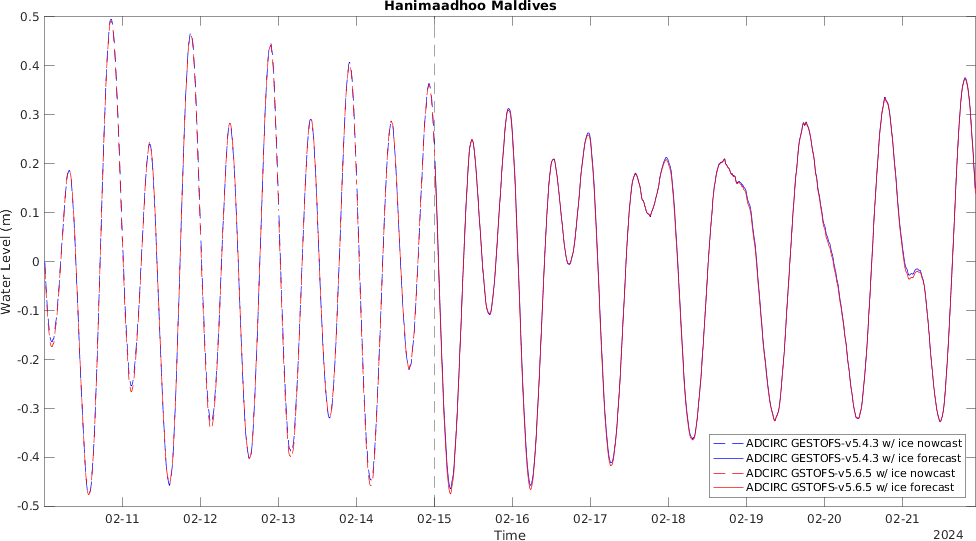 Hanimaadhoo Maldives
0.5
0.4
0.3
0.2
0.1
0
-0.1
-0.2
-0.3
-0.4
-0.5
Water Level (m)
ADCIRC GESTOFS-v5.4.3 w/ ice nowcast
ADCIRC GESTOFS-v5.4.3 w/ ice forecast
ADCIRC GSTOFS-v5.6.5 w/ ice nowcast
ADCIRC GSTOFS-v5.6.5 w/ ice forecast
02-11 02-12 02-13 02-14 02-15 02-16 02-17 02-18 02-19 02-20 02-21
Time
2024